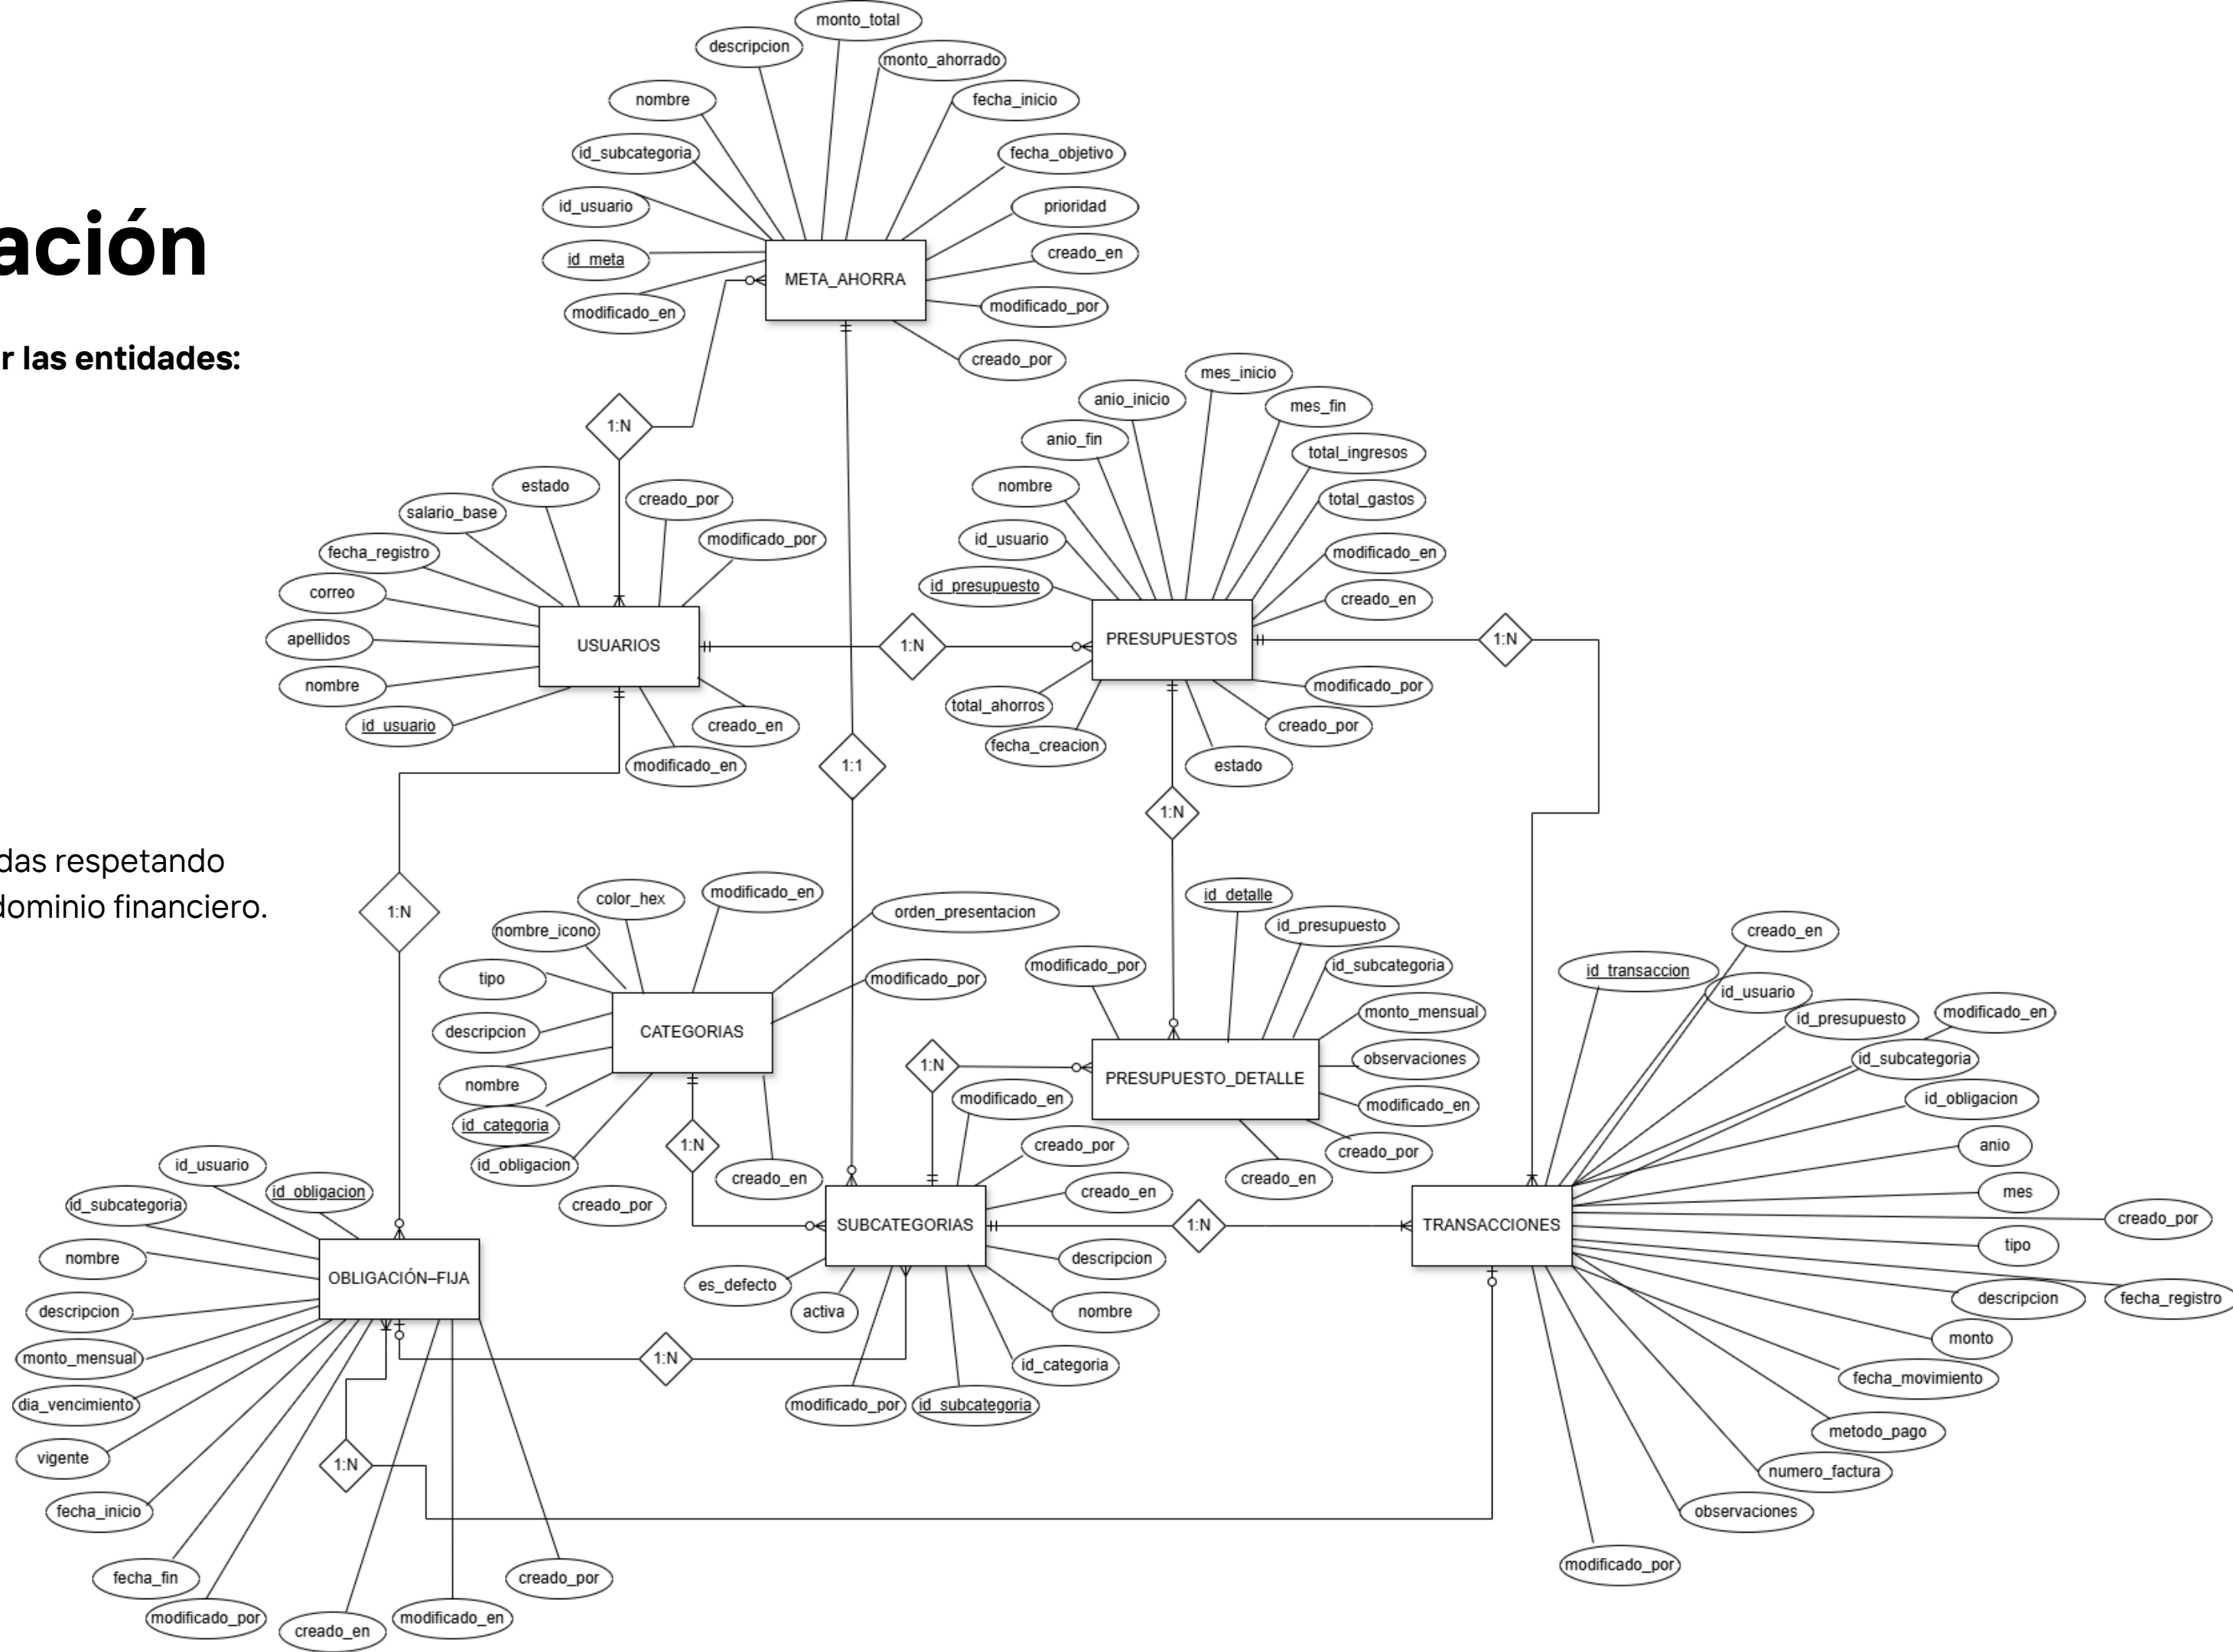 ación
r las entidades:
das respetando
dominio financiero.
monto_total
descripcion
monto_ahorrado
nombre
fecha_inicio
id_subcategoria
fecha_objetivo
id_usuario
prioridad
id_meta
creado_en
META_AHORRA
modificado_en
modificado_por
creado_por
1:N
estado
creado_por
salario_base
modificado_por
fecha_registro
correo
apellidos
USUARIOS
nombre
id_usuario
creado_en
modificado_en
1:N
mes_inicio
anio_inicio
mes_fin
anio_fin
total_ingresos
nombre
total_gastos
id_usuario
modificado_en
id_presupuesto
creado_en
PRESUPUESTOS
1:N
modificado_por
total_ahorros
creado_por
fecha_creacion
estado
1:1
1:N
1:N
color_hex
modificado_en
orden_presentacion
nombre_icono
tipo
modificado_por
descripcion
CATEGORIAS
nombre
id_categoria
id_obligacion
1:N
creado_en
creado_por
id_detalle
id_presupuesto
modificado_por
id_subcategoria
monto_mensual
1:N
observaciones
PRESUPUESTO_DETALLE
modificado_en
creado_por
creado_en
modificado_en
creado_por
creado_en
SUBCATEGORIAS
1:N
descripcion
es_defecto
activa
nombre
id_categoria
modificado_por
id_subcategoria
creado_en
id_transaccion
id_usuario
id_presupuesto
modificado_en
id_subcategoria
id_obligacion
anio
mes
creado_por
TRANSACCIONES
tipo
descripcion
fecha_registro
monto
fecha_movimiento
metodo_pago
numero_factura
observaciones
modificado_por
id_usuario
id_obligacion
id_subcategoria
nombre
OBLIGACIÓN–FIJA
descripcion
monto_mensual
1:N
dia_vencimiento
vigente
1:N
fecha_inicio
fecha_fin
creado_por
modificado_por
creado_en
modificado_en